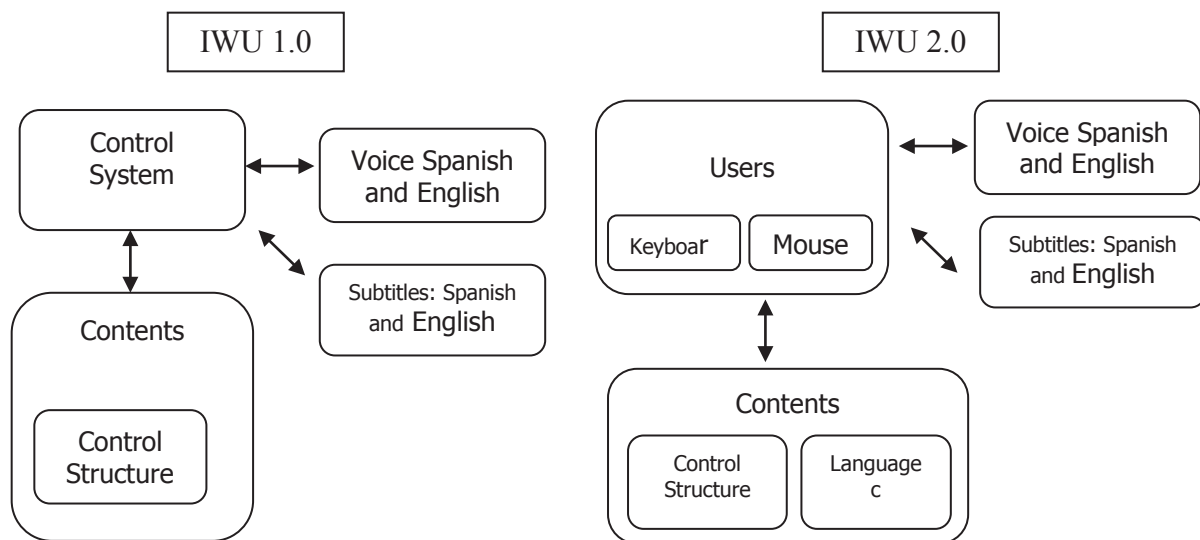 IWU 1.0
Control
System
Voice Spanish
and English
Subtitles: Spanish
and English
Contents
Control
Structure
IWU 2.0
Users
Keyboar
Mouse
Voice Spanish
and English
Subtitles: Spanish
and English
Contents
Control
Structure
Language
c